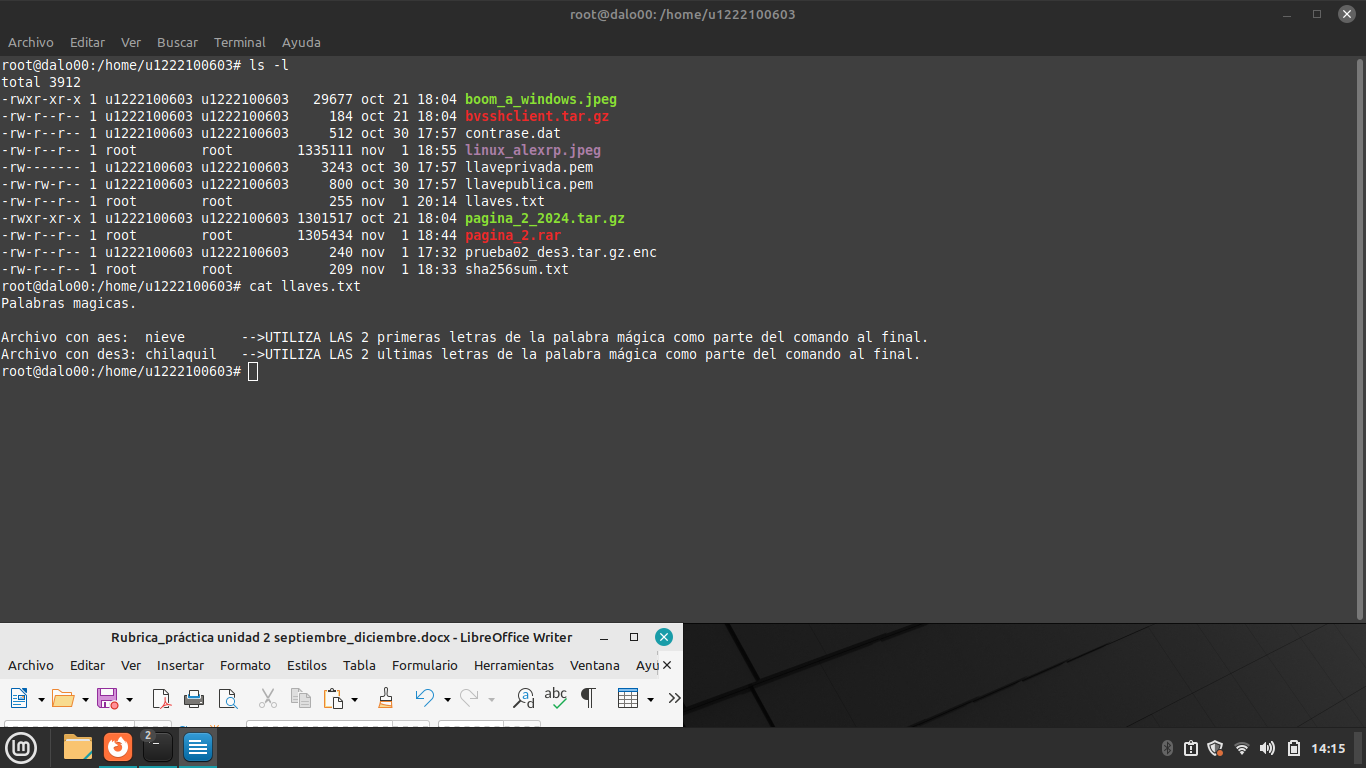 root@dalo00: /home/u1222100603
Archivo Editar Ver Buscar Terminal Ayuda
root@dalo00:/home/u1222100603# ls -l
total 3912
-rwxr-xr-x 1 u1222100603 u1222100603   29677 oct 21 18:04 boom_a_windows.jpeg
-rw-r--r-- 1 u1222100603 u1222100603     184 oct 21 18:04 bvsshclient.tar.gz
-rw-r--r-- 1 u1222100603 u1222100603     512 oct 30 17:57 contrase.dat
-rw-r--r-- 1 root        root        1335111 nov  1 18:55 linux_alexrp.jpeg
-rw------- 1 u1222100603 u1222100603    3243 oct 30 17:57 llaveprivada.pem
-rw-rw-r-- 1 u1222100603 u1222100603     800 oct 30 17:57 llavepublica.pem
-rw-r--r-- 1 root        root            255 nov  1 20:14 llaves.txt
-rwxr-xr-x 1 u1222100603 u1222100603 1301517 oct 21 18:04 pagina_2_2024.tar.gz
-rw-r--r-- 1 root        root        1305434 nov  1 18:44 pagina_2.rar
-rw-r--r-- 1 u1222100603 u1222100603     240 nov  1 17:32 prueba02_des3.tar.gz.enc
-rw-r--r-- 1 root        root            209 nov  1 18:33 sha256sum.txt
root@dalo00:/home/u1222100603# cat llaves.txt
Palabras magicas.
Archivo con aes:  nieve       -->UTILIZA LAS 2 primeras letras de la palabra mágica como parte del comando al final.
Archivo con des3: chilaquil   -->UTILIZA LAS 2 ultimas letras de la palabra mágica como parte del comando al final.
root@dalo00:/home/u1222100603#
Rubrica_práctica unidad 2 septiembre_diciembre.docx - LibreOffice Writer
Archivo Editar Ver Insertar Formato Estilos Tabla Formulario Herramientas Ventana Ayu
abc
2
14:15